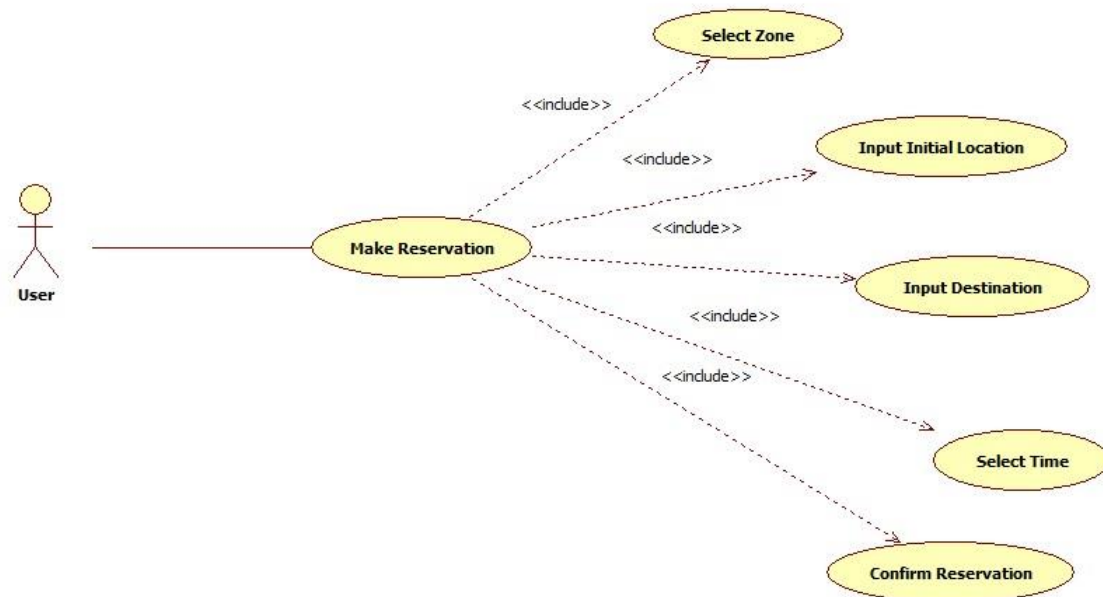 Select Zone
<<include>>
Input Initial Location
<<include>>
Make Reservation
<<include>>
User
Input Destination
<<include>>
<<include>>
Select Time
Confirm Reservation